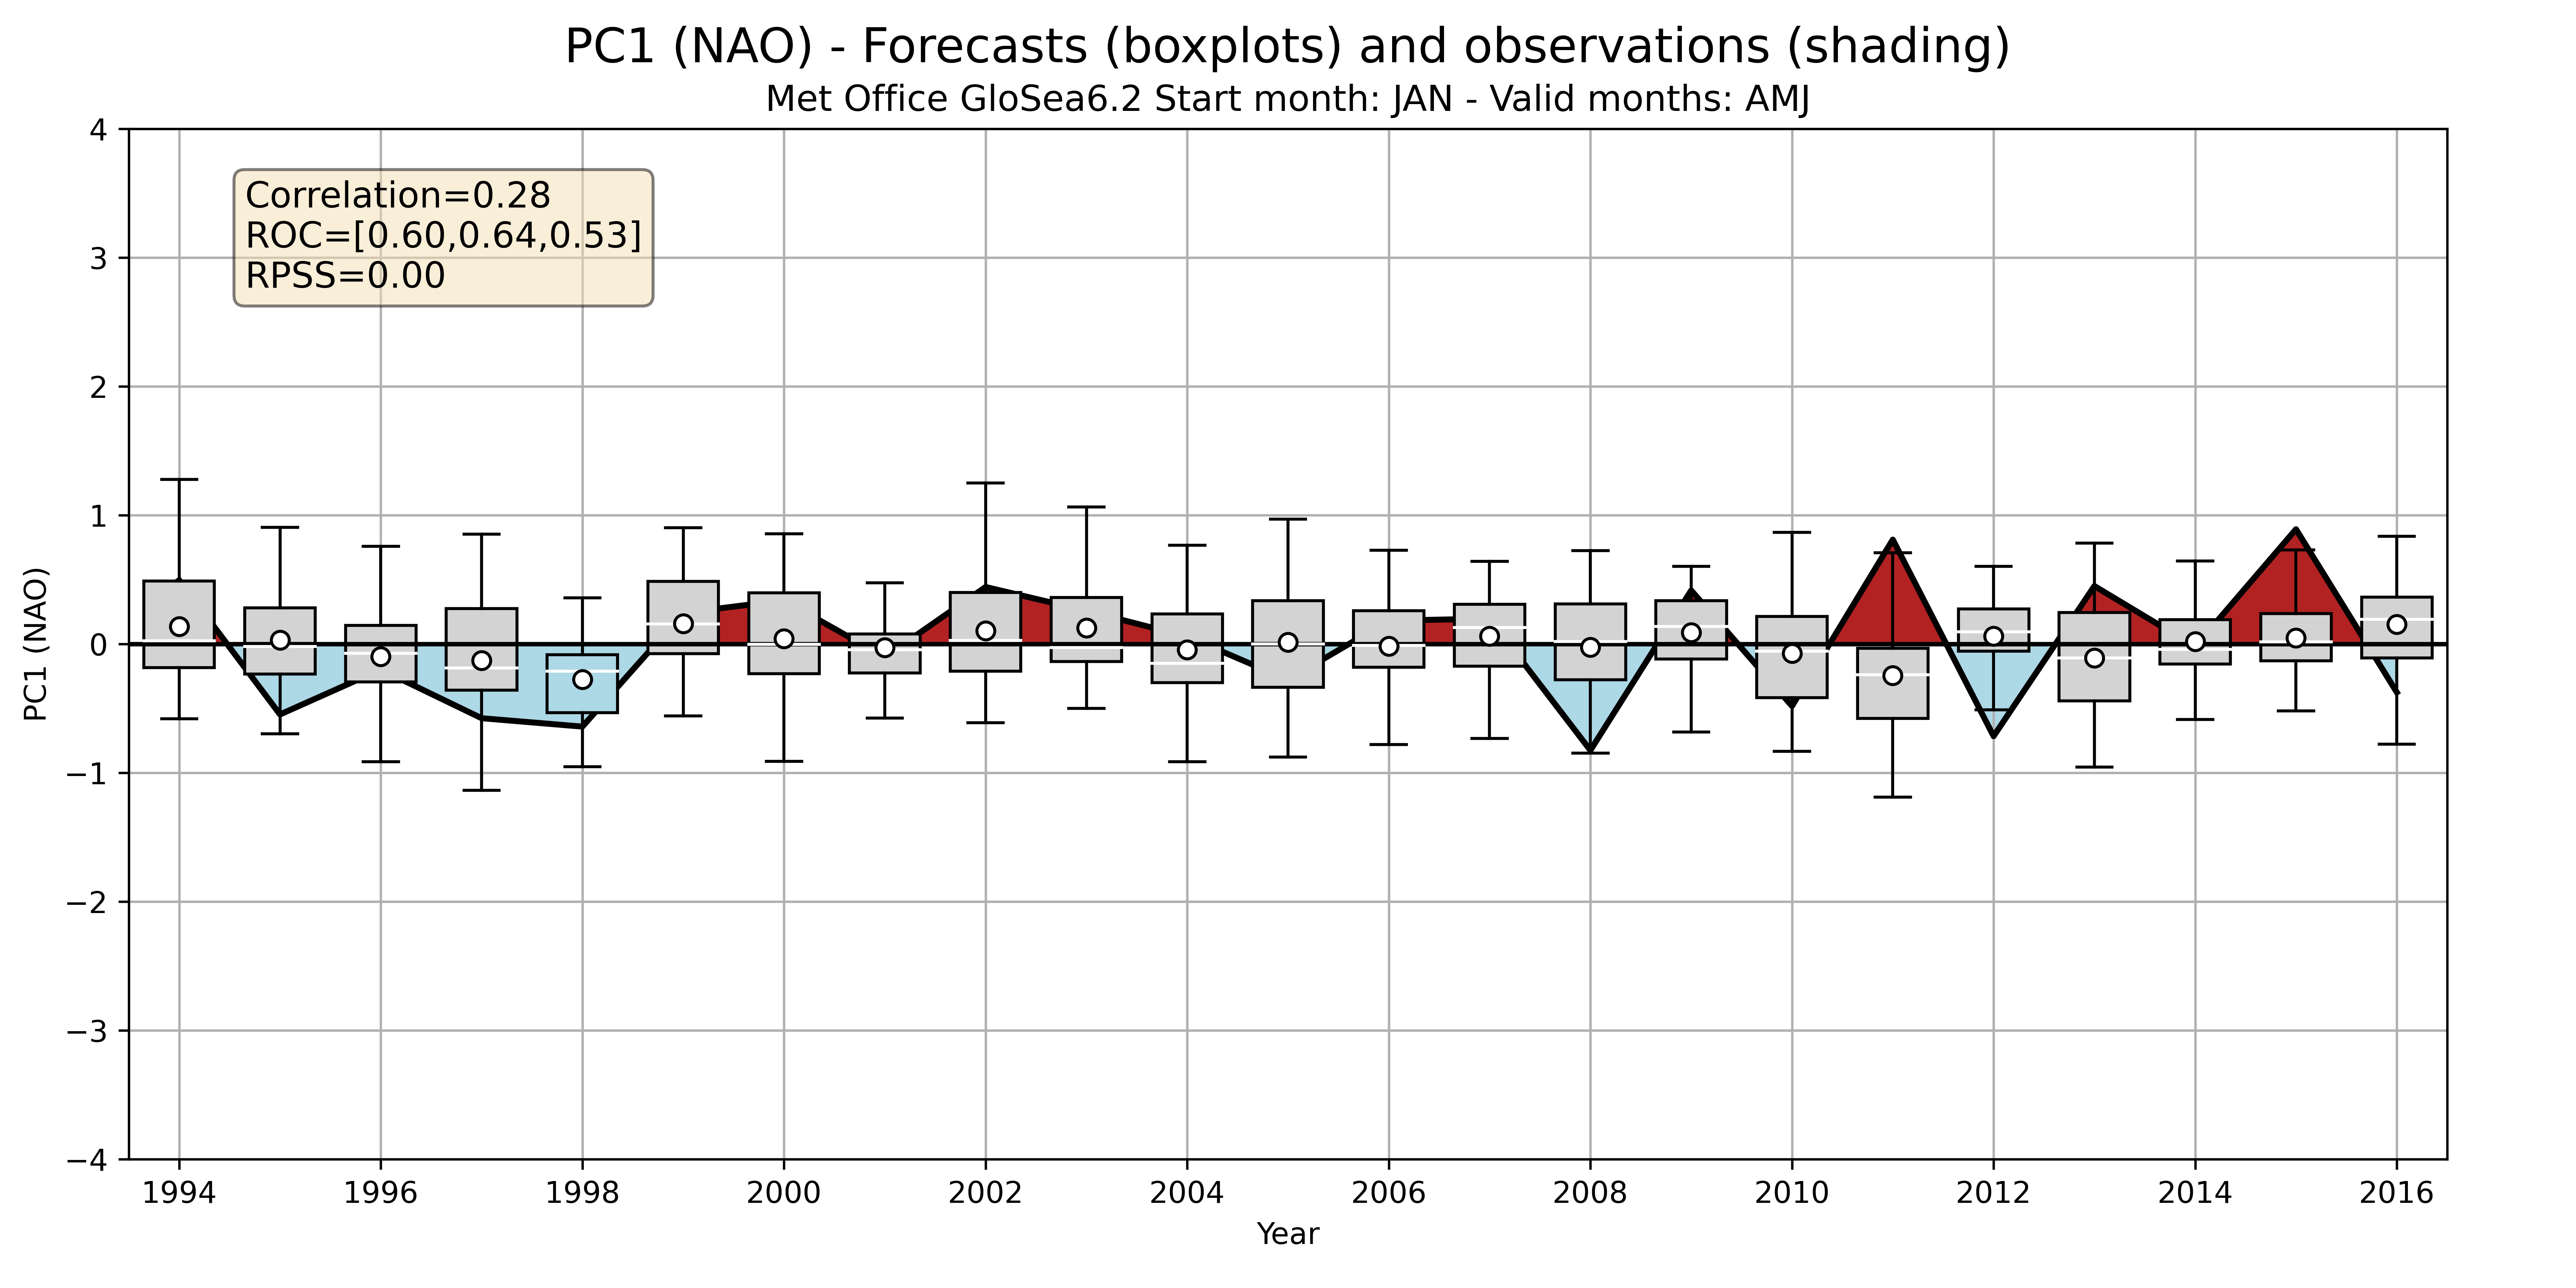 PC1 (NAO) - Forecasts (boxplots) and observations (shading)
Met Office GloSea6.2 Start month: JAN - Valid months: AMJ
Correlation=0.28
ROC=[0.60,0.64,0.53]
RPSS=0.00
PC1 (NAO)
4
3
2
1
0
−1
−2
−3
−4
1994 1996 1998 2000 2002 2004 2006 2008 2010 2012 2014 2016
Year